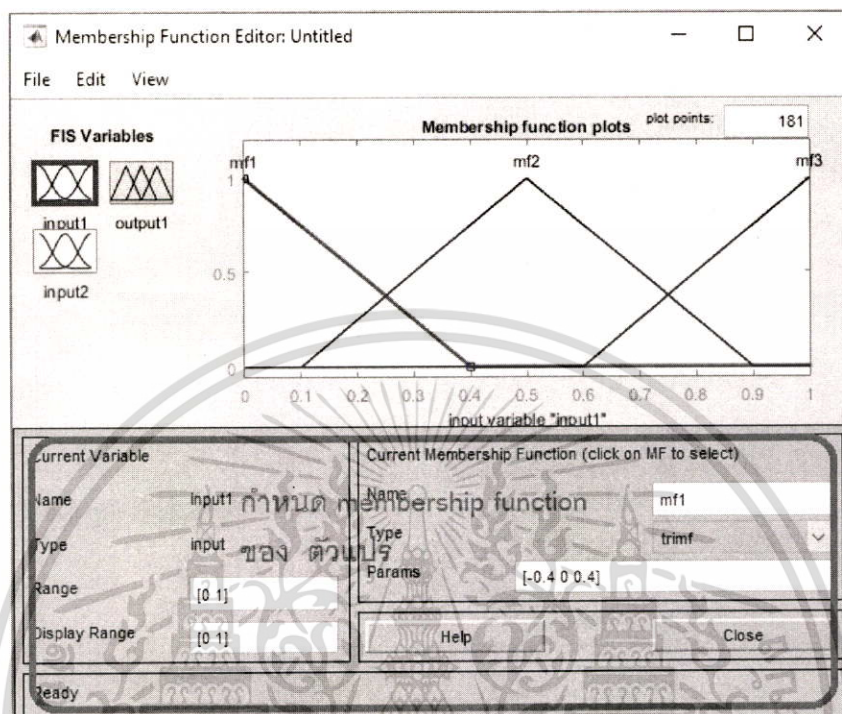 Membership Function Editor: Untitled
File Edit View
FIS Variables
input1
output1
input2
Membership function plots
plot points:
181
mf1
mf2
mf3
1
0.5
0
0 0.1 0.2 0.3 0.4 0.5 0.6 0.7 0.8 0.9 1
input variable "input1"
Current Variable
Name
input1
Type
input
Range
[0 1]
Display Range
[0 1]
กำหนด membership function
ของ ตัวแปร
Current Membership Function (click on MF to select)
Name
mf1
Type
trimf
Params
[-0.4 0 0.4]
Help
Close
Ready